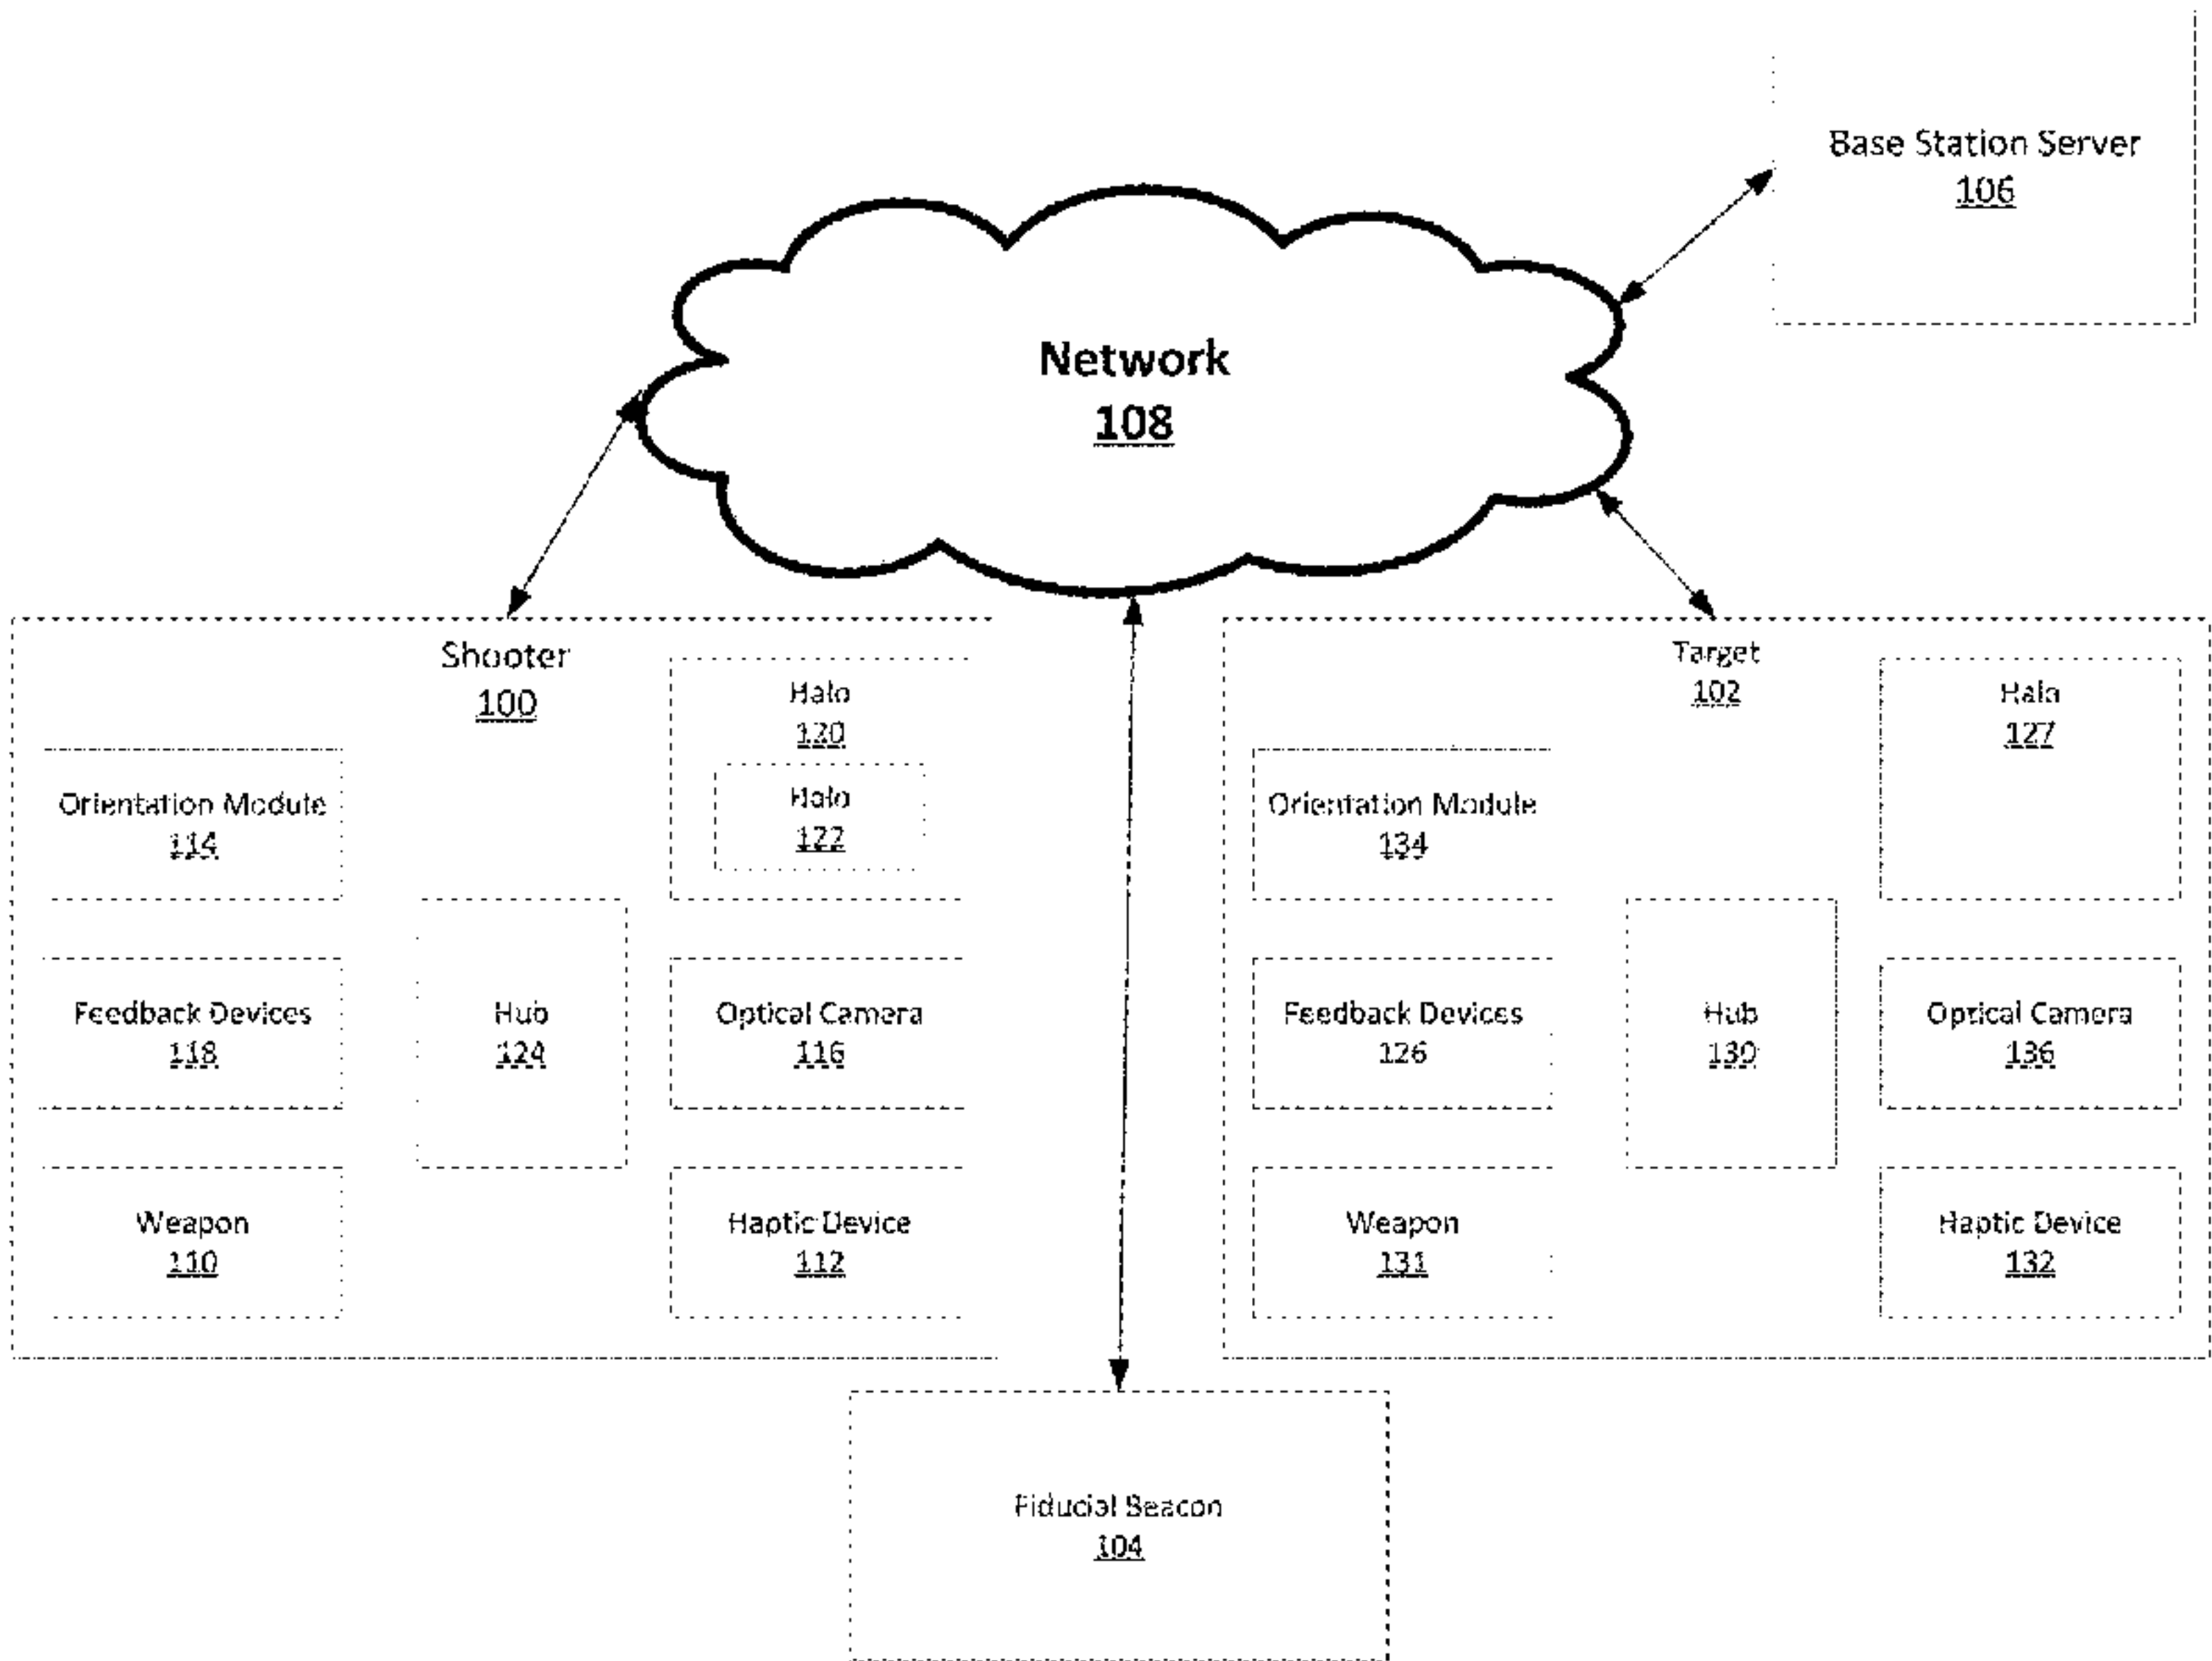 Base Station Server
106
Network
108
Shooter
100
Halo
120
Halo
122
Orientation Module
114
Feedback Devices
118
Hub
124
Optical Camera
116
Weapon
110
Haptic Device
112
Target
102
Halo
127
Orientation Module
134
Feedback Devices
126
Hub
130
Optical Camera
136
Weapon
131
Haptic Device
132
Fiducial Beacon
104